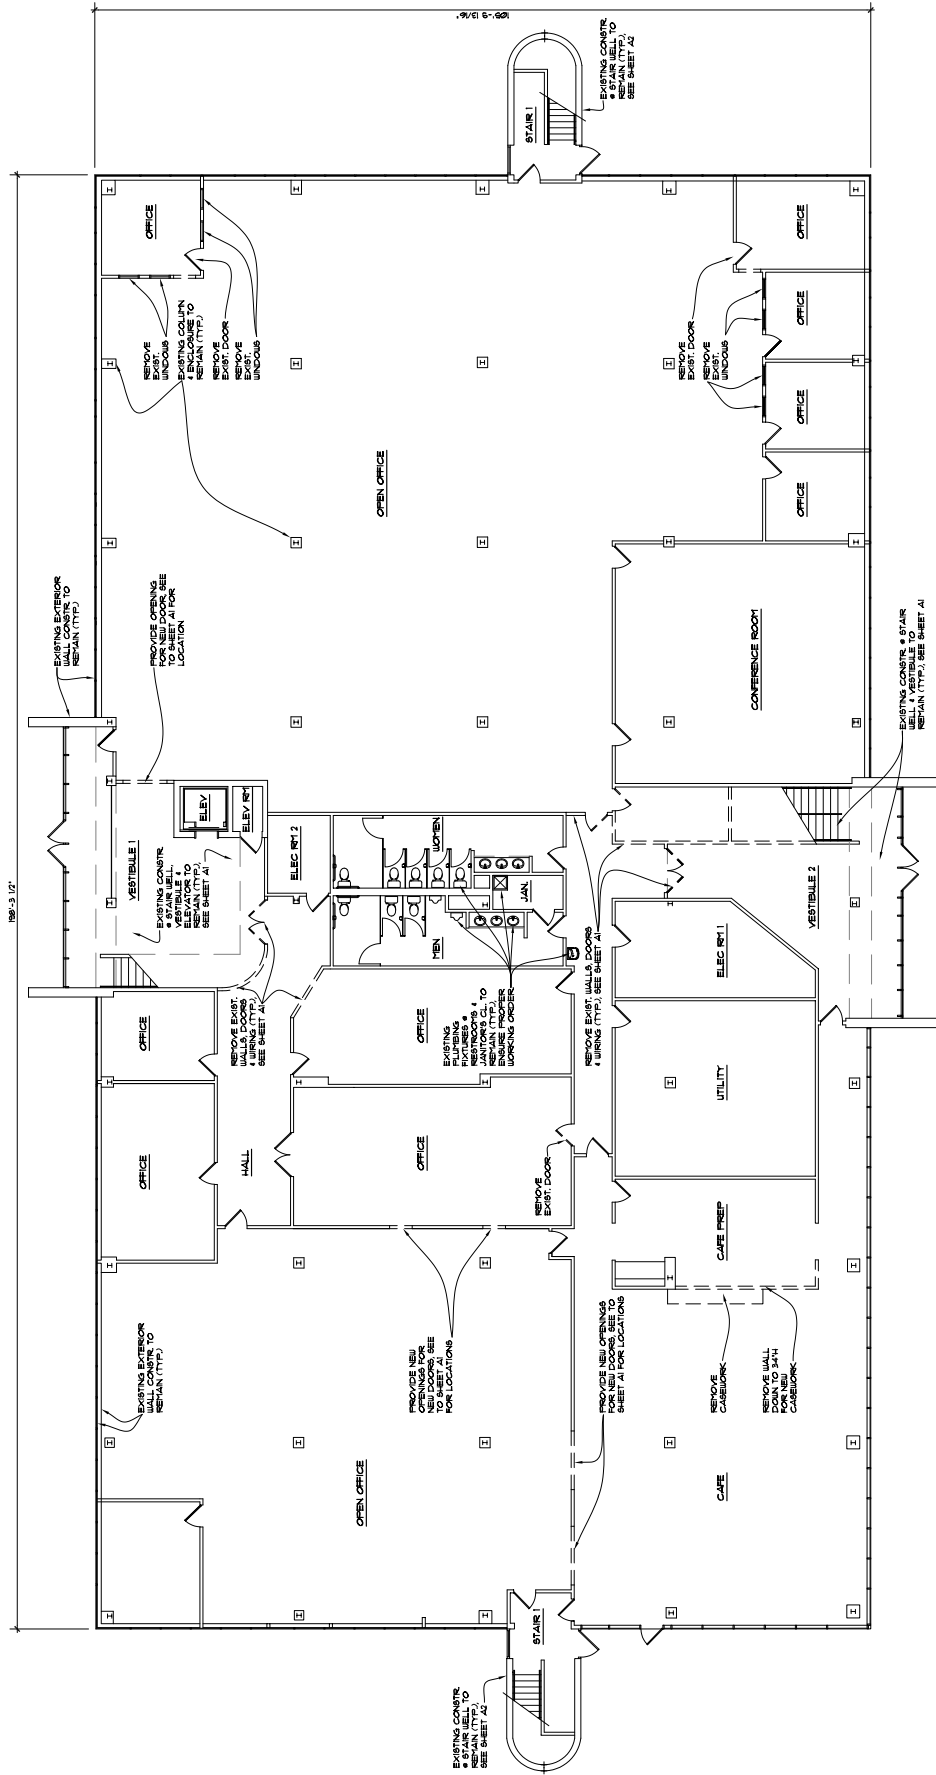 198'-3 1/2"
105'-9 13/16"
EXISTING EXTERIOR
WALL CONSTR. TO
REMAIN (TYP.)
EXISTING EXTERIOR
WALL CONSTR. TO
REMAIN (TYP.)
PROVIDE OPENING
FOR NEW DOOR, SEE
TO SHEET A1 FOR
LOCATION
OFFICE
OFFICE
VESTIBULE 1
EXISTING CONSTR.
@ STAIR WELL,
VESTIBULE &
ELEVATOR TO
REMAIN (TYP.)
SEE SHEET A1
ELEV
ELEV RM
REMOVE
EXIST.
WINDOWS
EXISTING COLUMN
& ENCLOSURE TO
REMAIN (TYP.)
REMOVE
EXIST. DOOR
REMOVE
EXIST.
WINDOWS
OFFICE
HALL
REMOVE EXIST.
WALLS, DOORS
& WIRING (TYP.),
SEE SHEET A1
ELEC RM 2
OPEN OFFICE
OPEN OFFICE
OFFICE
OFFICE
MEN
WOMEN
JAN.
PROVIDE NEW
OPENINGS FOR
NEW DOORS, SEE
TO SHEET A1
FOR LOCATIONS
EXISTING
PLUMBING
FIXTURES @
RESTROOMS &
JANITOR'S CL. TO
REMAIN (TYP.),
ENSURE PROPER
WORKING ORDER.
REMOVE
EXIST. DOOR
EXISTING CONSTR.
@ STAIR WELL TO
REMAIN (TYP.),
SEE SHEET A2
STAIR 1
STAIR 1
EXISTING CONSTR.
@ STAIR WELL TO
REMAIN (TYP.),
SEE SHEET A2
PROVIDE NEW OPENINGS
FOR NEW DOORS, SEE TO
SHEET A1 FOR LOCATIONS
REMOVE EXIST. WALLS, DOORS
& WIRING (TYP.), SEE SHEET A1
REMOVE
EXIST. DOOR
REMOVE
EXIST.
WINDOWS
CAFE
REMOVE
CASEWORK
REMOVE WALL
DOWN TO 34"H
FOR NEW
CASEWORK
CAFE PREP
UTILITY
ELEC RM 1
VESTIBULE 2
CONFERENCE ROOM
OFFICE
OFFICE
OFFICE
OFFICE
EXISTING CONSTR. @ STAIR
WELL & VESTIBULE TO
REMAIN (TYP.), SEE SHEET A1